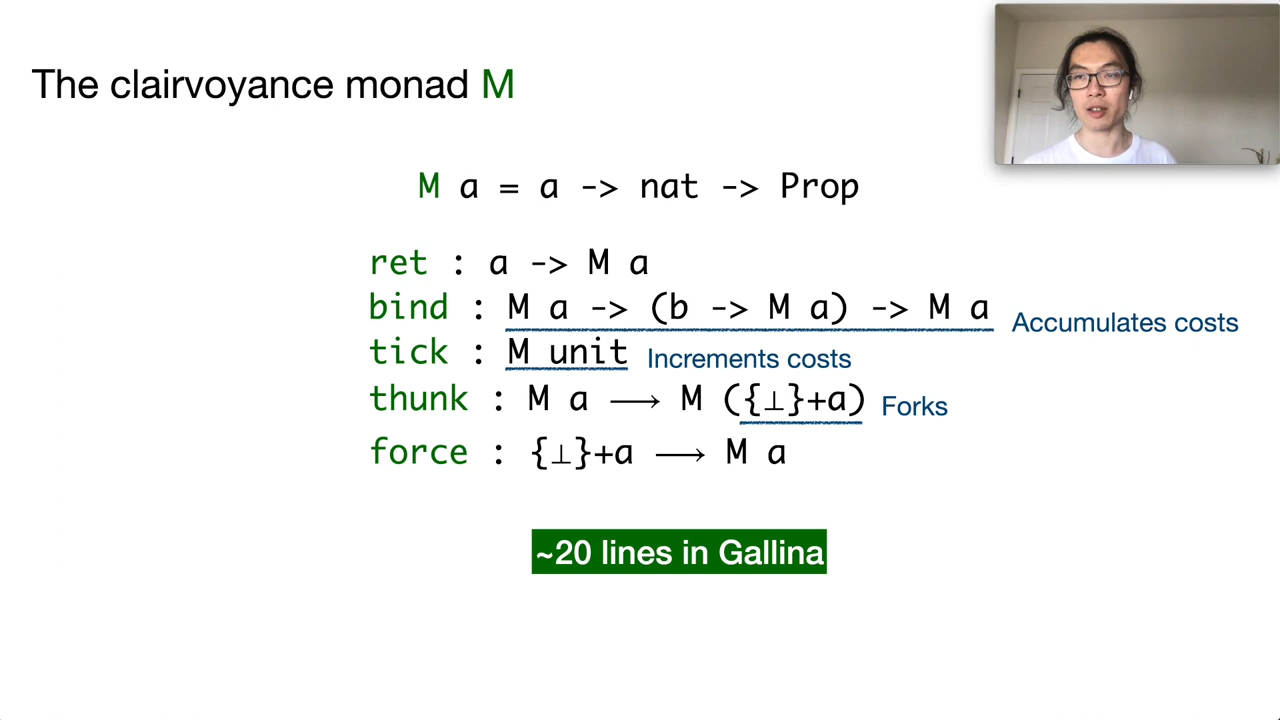 The clairvoyance monad M
M a = a -> nat -> Prop
ret : a -> M a
bind : M a -> (b -> M a) -> M a Accumulates costs
tick : M unit Increments costs
thunk : M a ⟶ M ({⊥}+a) Forks
force : {⊥}+a ⟶ M a
~20 lines in Gallina